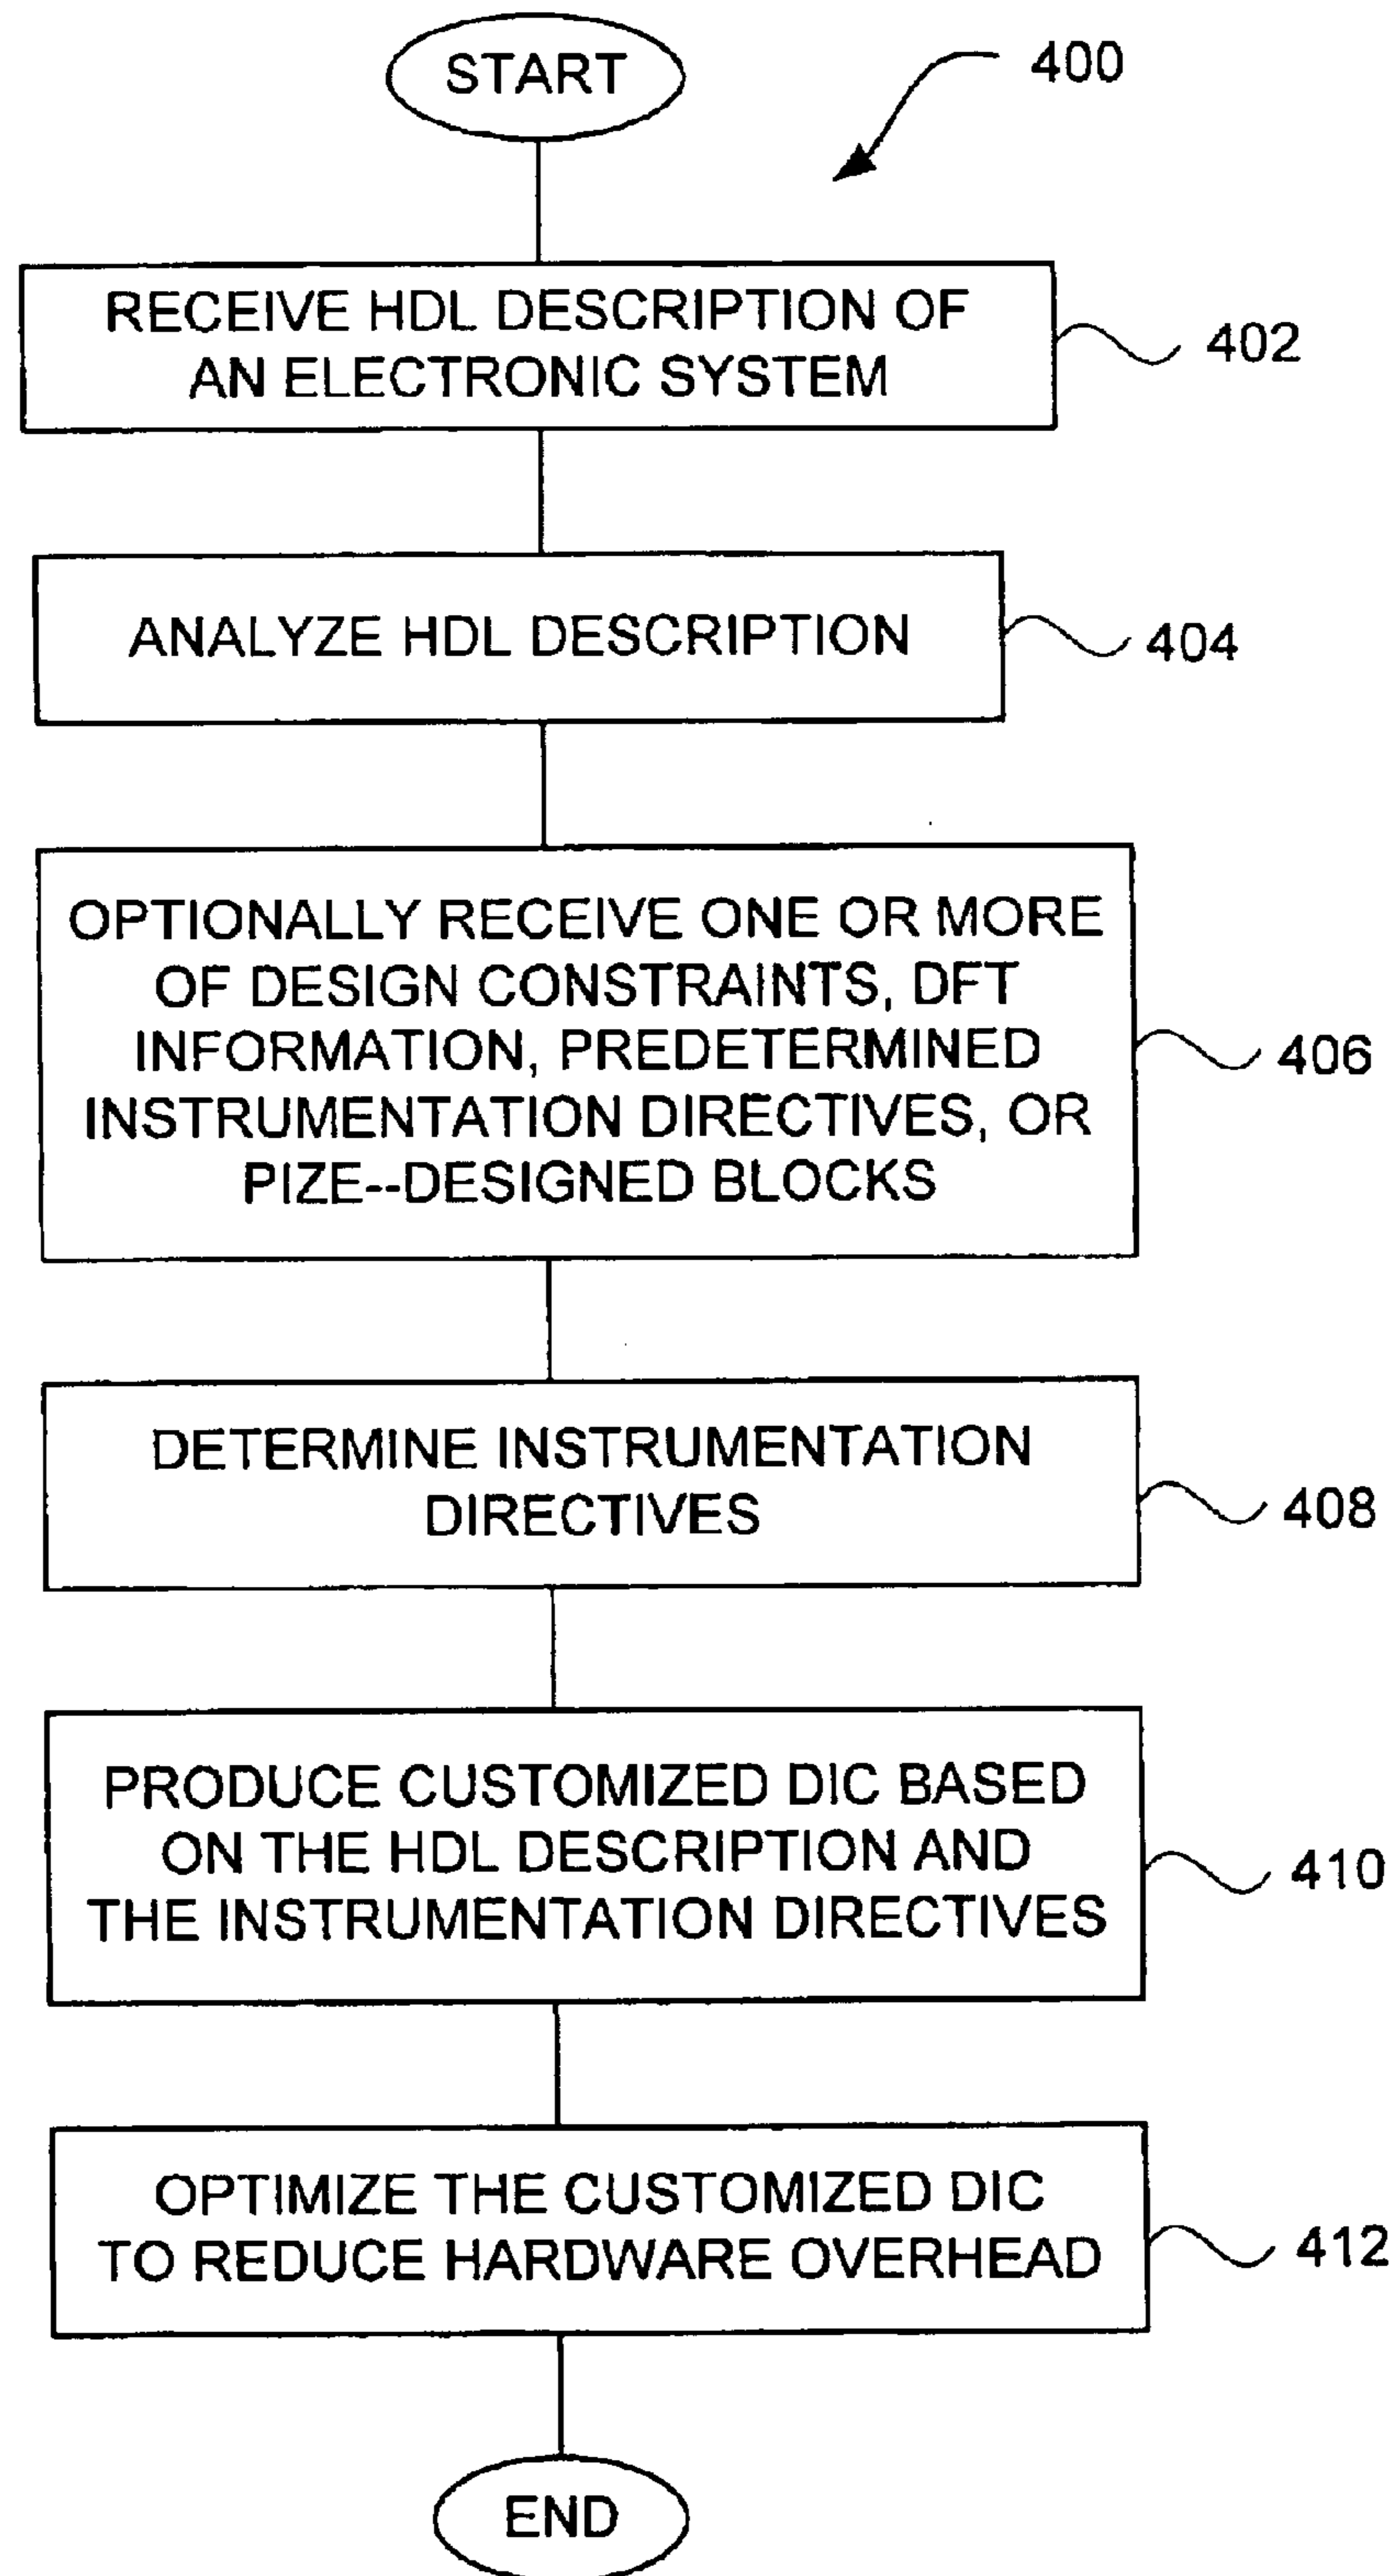 START
400
RECEIVE HDL DESCRIPTION OF
AN ELECTRONIC SYSTEM
402
ANALYZE HDL DESCRIPTION
404
OPTIONALLY RECEIVE ONE OR MORE
OF DESIGN CONSTRAINTS, DFT
INFORMATION, PREDETERMINED
INSTRUMENTATION DIRECTIVES, OR
PIZE--DESIGNED BLOCKS
406
DETERMINE INSTRUMENTATION
DIRECTIVES
408
PRODUCE CUSTOMIZED DIC BASED
ON THE HDL DESCRIPTION AND
THE INSTRUMENTATION DIRECTIVES
410
OPTIMIZE THE CUSTOMIZED DIC
TO REDUCE HARDWARE OVERHEAD
412
END